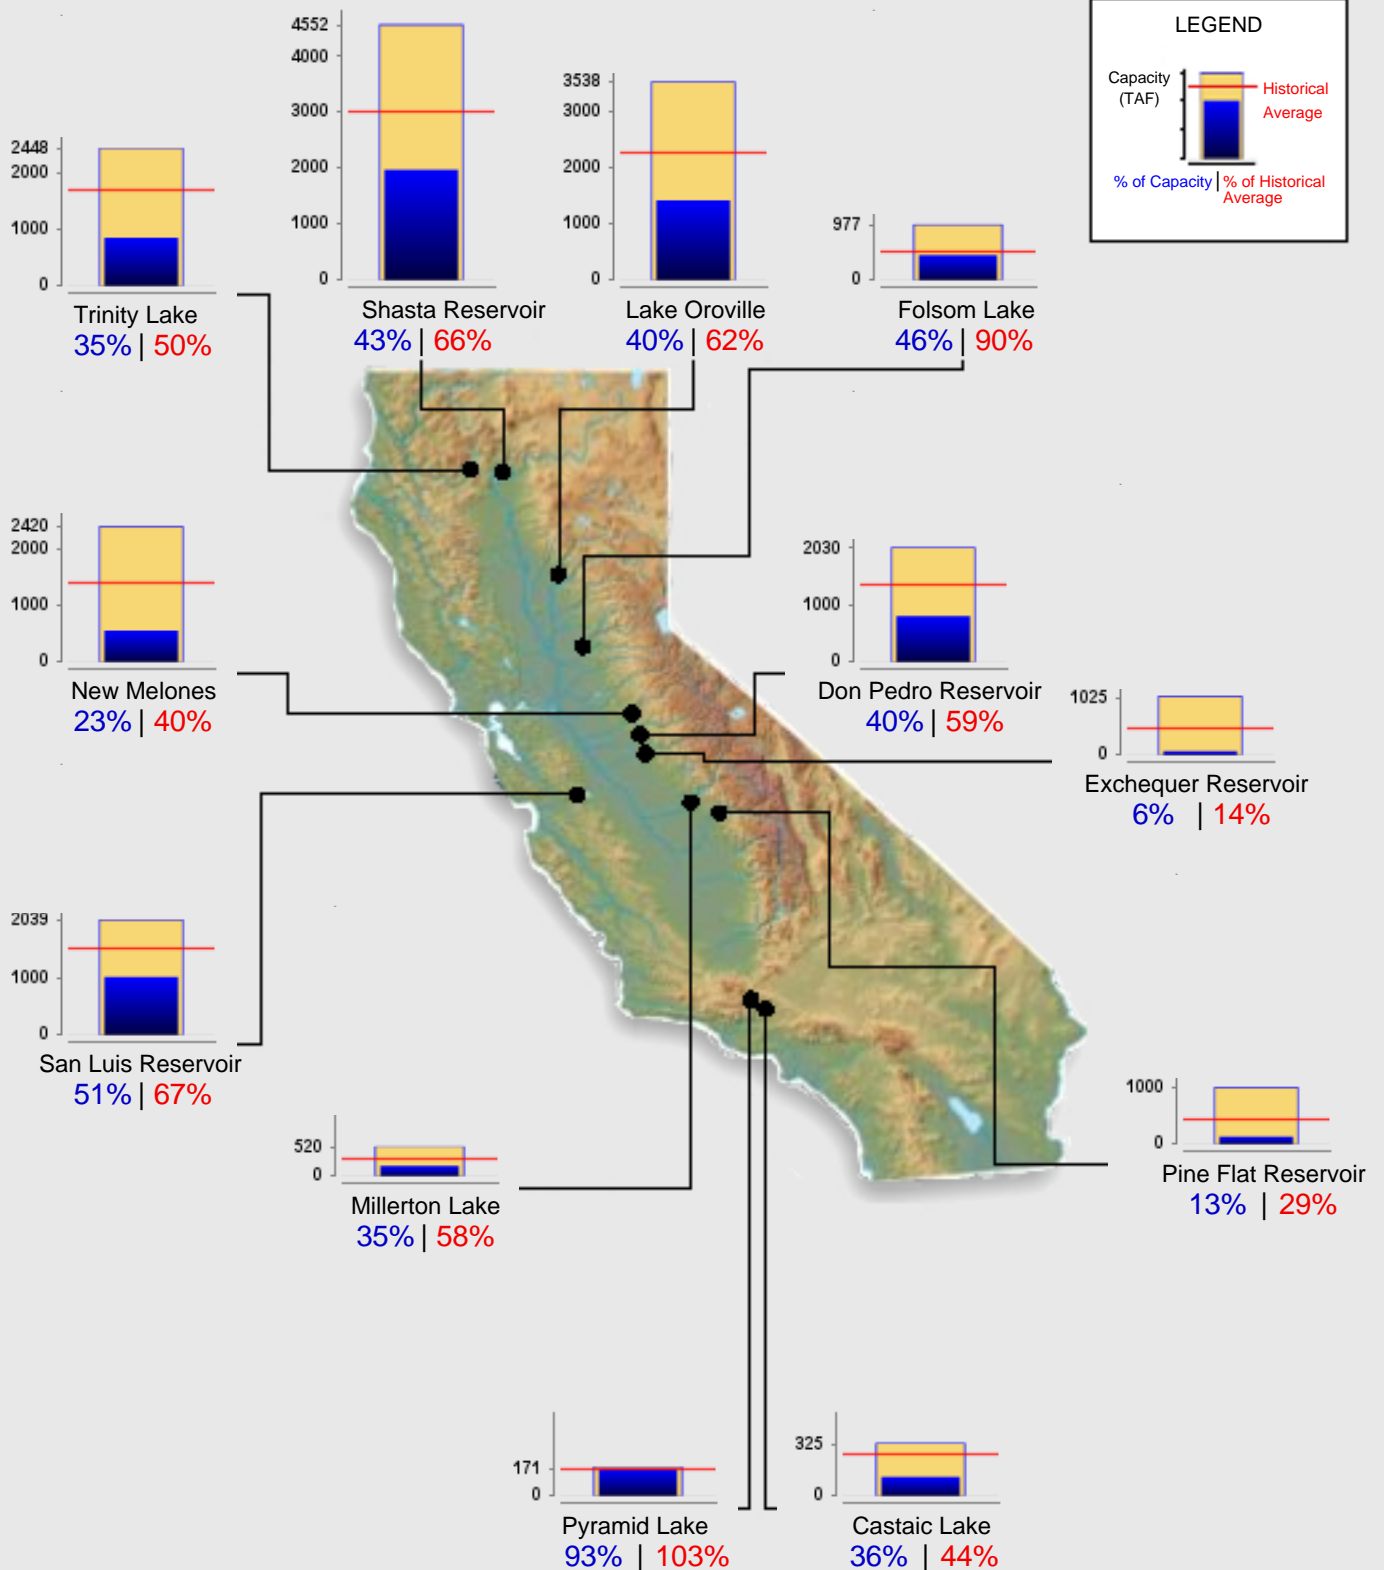 LEGEND
Capacity
(TAF)
Historical
Average
% of Capacity | % of Historical
Average
4552
4000
3000
2000
1000
0
Shasta Reservoir
43% | 66%
3538
3000
2000
1000
0
Lake Oroville
40% | 62%
2448
2000
1000
0
Trinity Lake
35% | 50%
977
0
Folsom Lake
46% | 90%
2420
2000
1000
0
New Melones
23% | 40%
2030
1000
0
Don Pedro Reservoir
40% | 59%
1025
0
Exchequer Reservoir
6% | 14%
2039
1000
0
San Luis Reservoir
51% | 67%
520
0
Millerton Lake
35% | 58%
1000
0
Pine Flat Reservoir
13% | 29%
171
0
Pyramid Lake
93% | 103%
325
0
Castaic Lake
36% | 44%